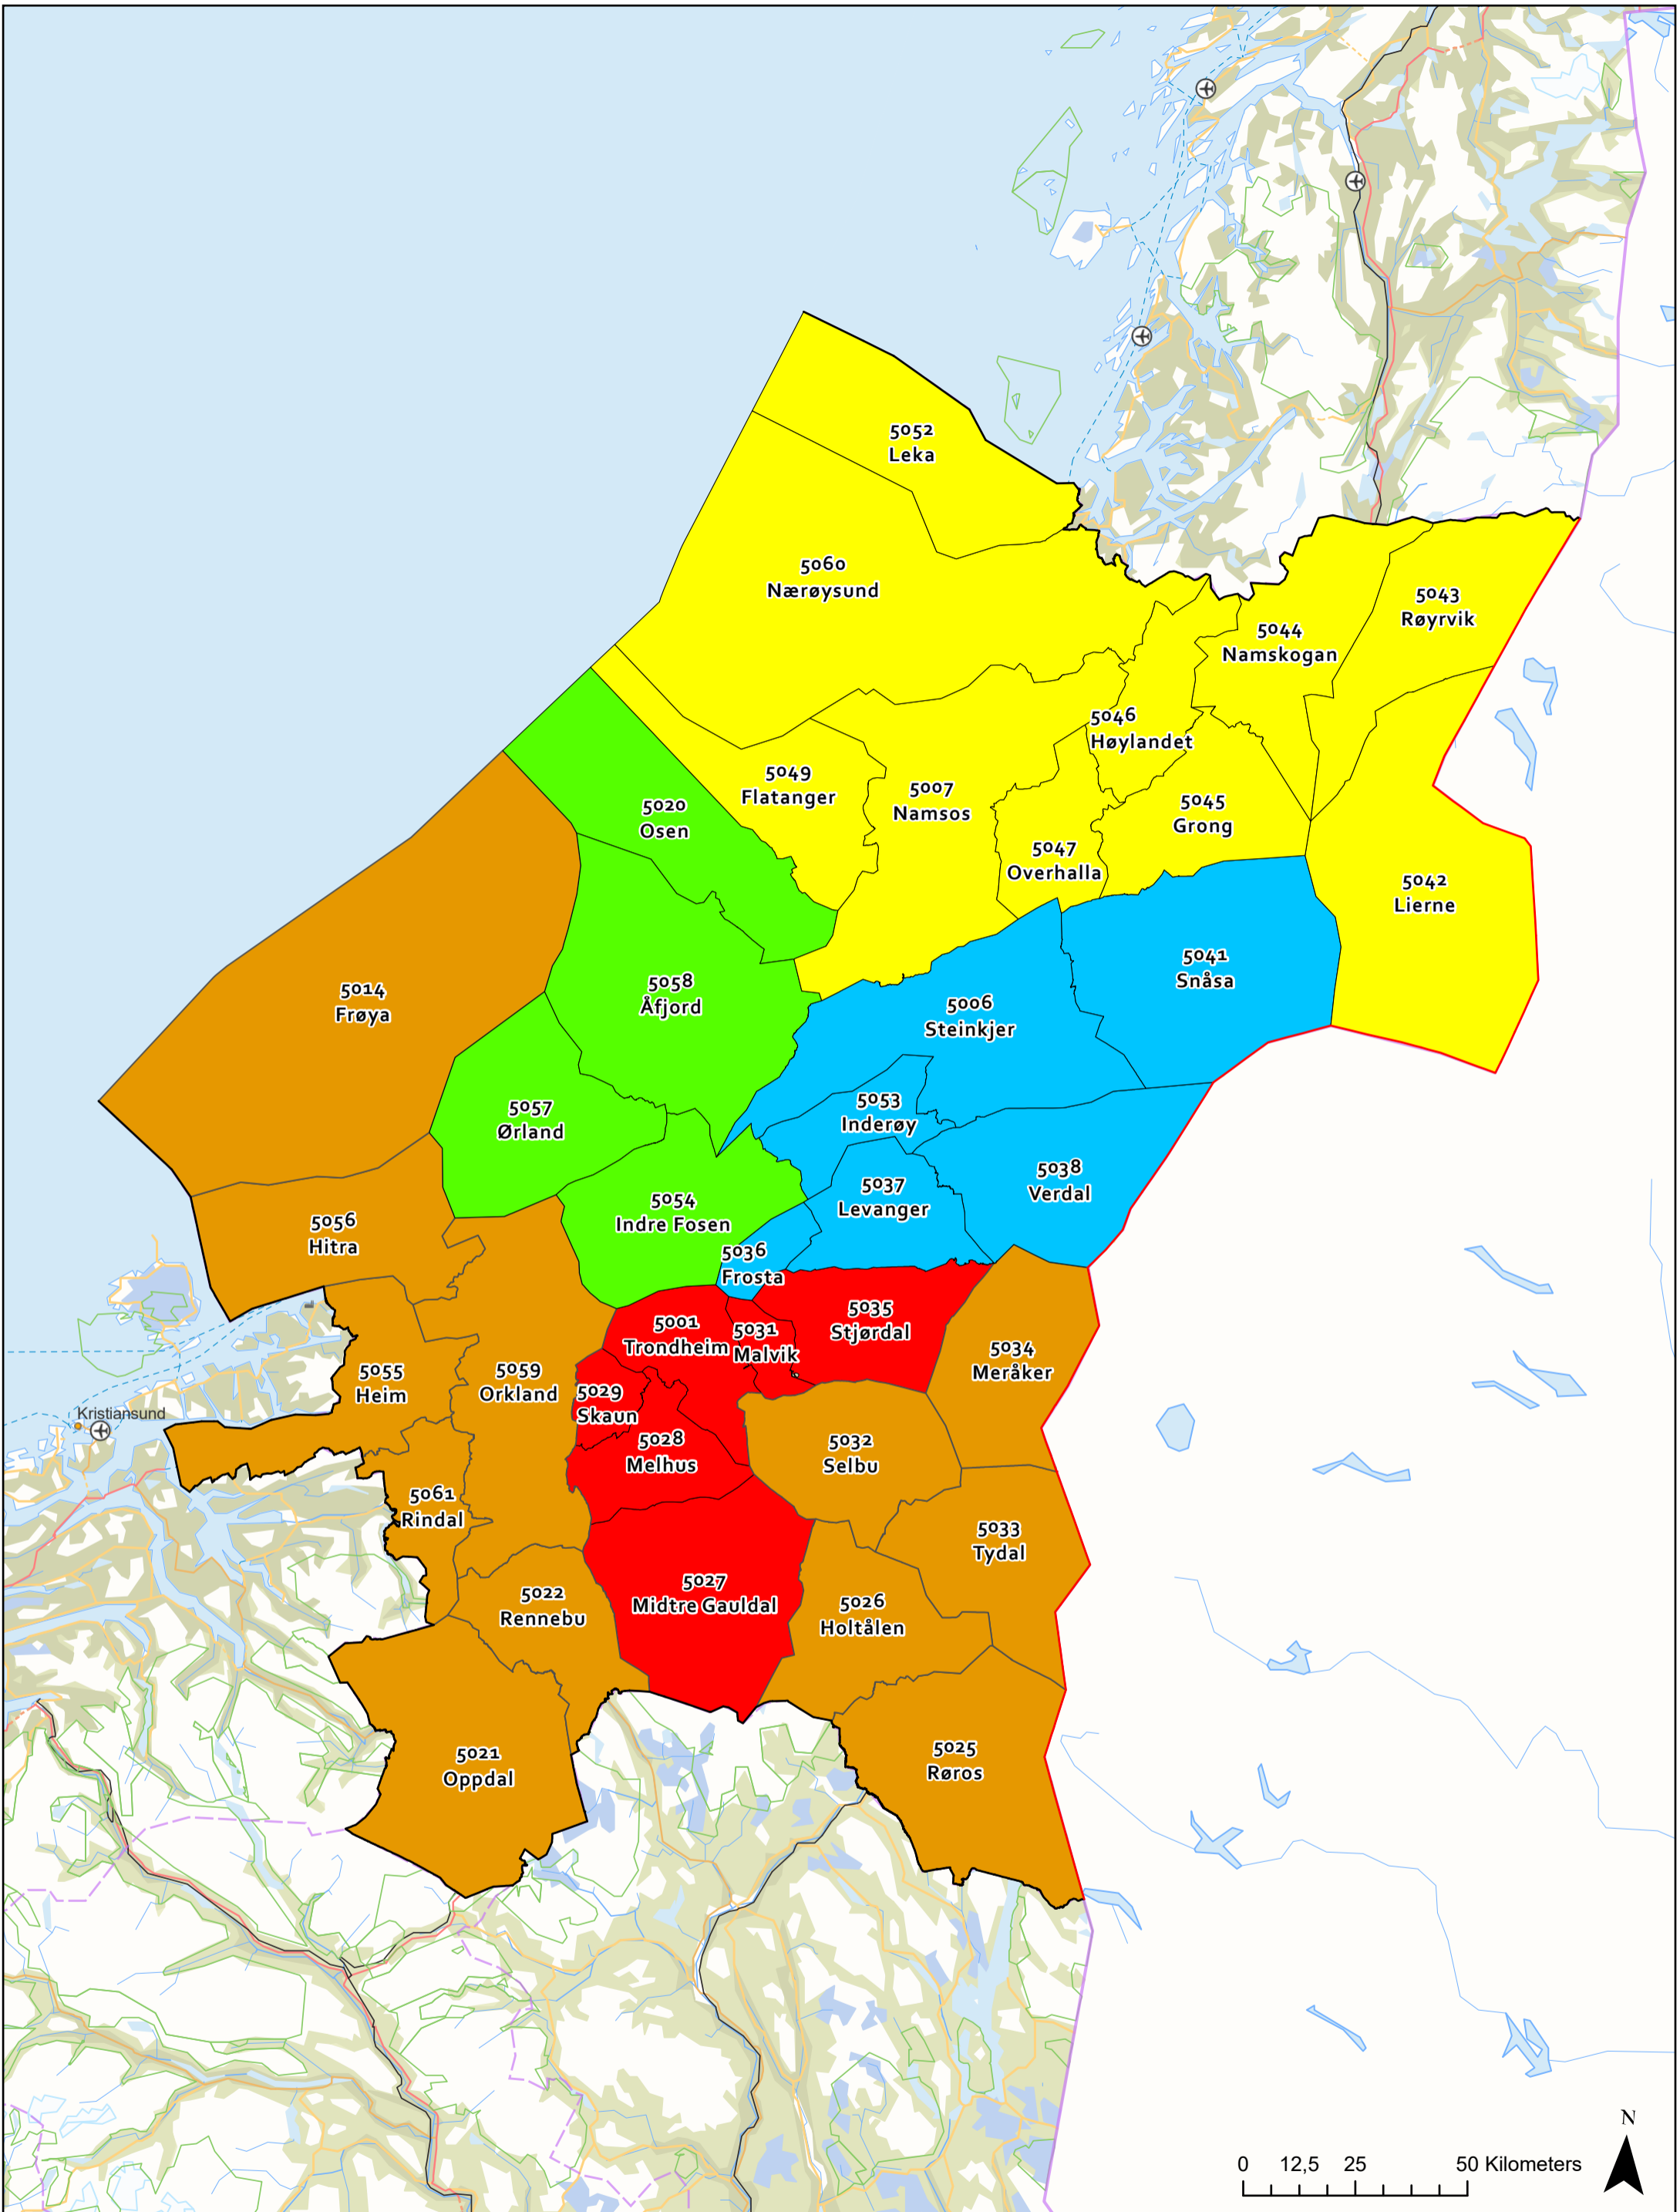 5052
Leka
5060
Nærøysund
5043
Røyrvik
5044
Namskogan
5046
Høylandet
5049
Flatanger
5007
Namsos
5045
Grong
5020
Osen
5047
Overhalla
5042
Lierne
5041
Snåsa
5014
Frøya
5058
Åfjord
5006
Steinkjer
5053
Inderøy
5057
Ørland
5038
Verdal
5037
Levanger
5054
Indre Fosen
5056
Hitra
5036
Frosta
5035
Stjørdal
5001
Trondheim
5031
Malvik
5034
Meråker
5055
Heim
5059
Orkland
5029
Skaun
Kristiansund
5028
Melhus
5032
Selbu
5061
Rindal
5033
Tydal
5027
Midtre Gauldal
5022
Rennebu
5026
Holtålen
5021
Oppdal
5025
Røros
N
0 12,5 25 50 Kilometers